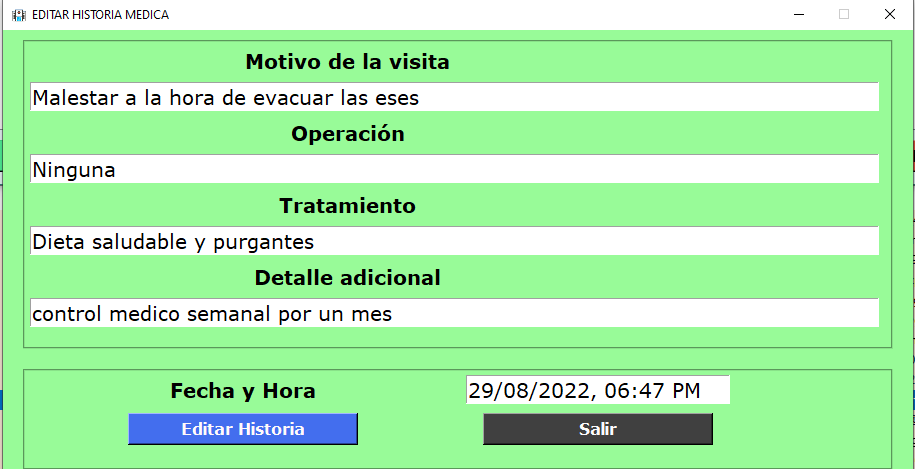 EDITAR HISTORIA MEDICA
Motivo de la visita
Malestar a la hora de evacuar las eses
Operación
Ninguna
Tratamiento
Dieta saludable y purgantes
Detalle adicional
control medico semanal por un mes
Fecha y Hora
29/08/2022, 06:47 PM
Editar Historia
Salir